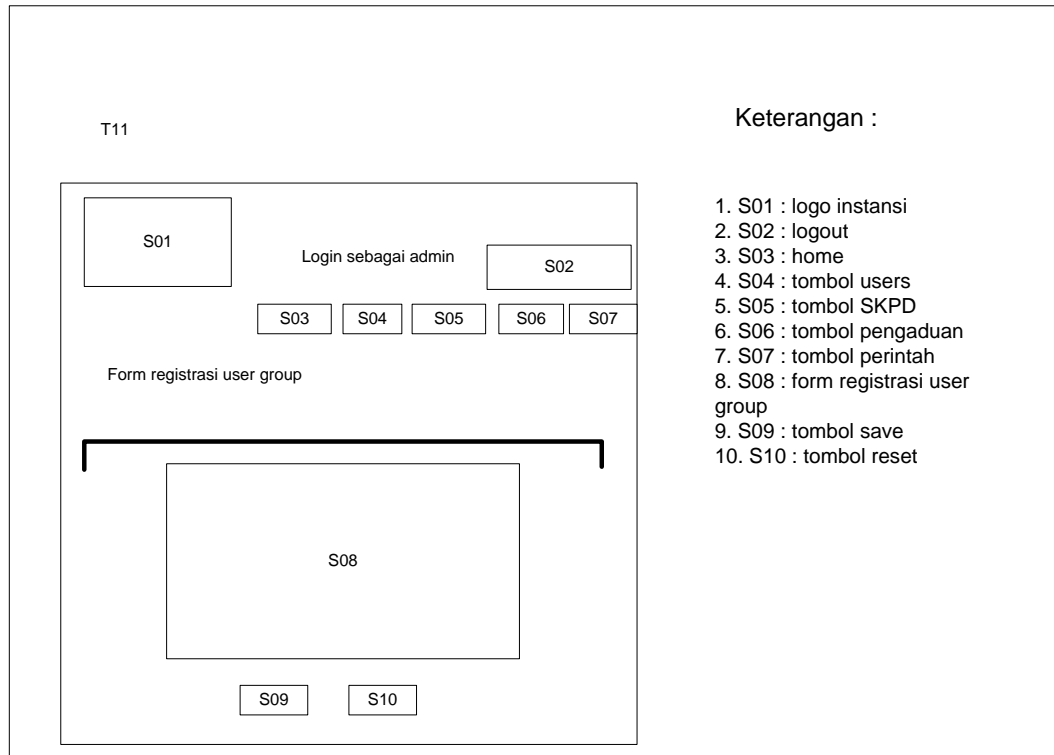 T11
S01
Login sebagai admin
S02
S03
S04
S05
S06
S07
Form registrasi user group
S08
S09
S10
Keterangan :
1. S01 : logo instansi
2. S02 : logout
3. S03 : home
4. S04 : tombol users
5. S05 : tombol SKPD
6. S06 : tombol pengaduan
7. S07 : tombol perintah
8. S08 : form registrasi user
group
9. S09 : tombol save
10. S10 : tombol reset